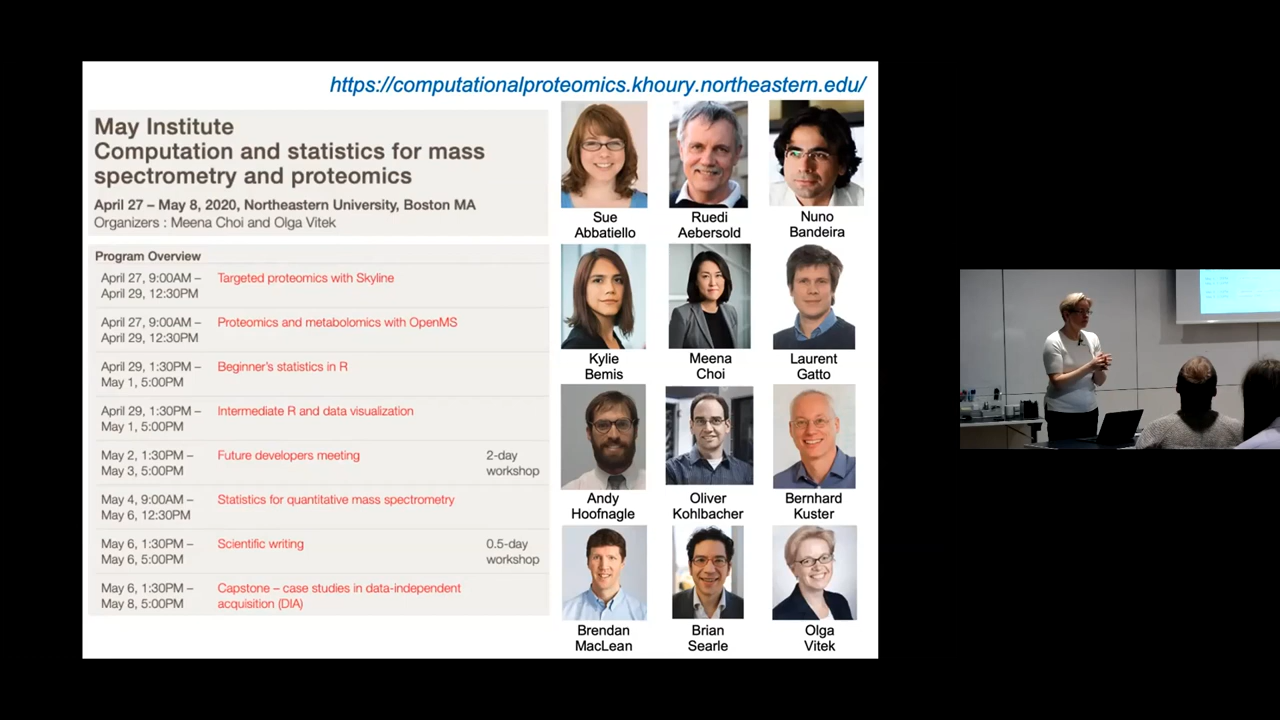 https://computationalproteomics.khoury.northeastern.edu/
May Institute
Computation and statistics for mass
spectrometry and proteomics
April 27 – May 8, 2020, Northeastern University, Boston MA
Organizers : Meena Choi and Olga Vitek
Program Overview
April 27, 9:00AM – Targeted proteomics with Skyline
April 29, 12:30PM
April 27, 9:00AM – Proteomics and metabolomics with OpenMS
April 29, 12:30PM
April 29, 1:30PM – Beginner's statistics in R
May 1, 5:00PM
April 29, 1:30PM – Intermediate R and data visualization
May 1, 5:00PM
May 2, 1:30PM – Future developers meeting 2-day
May 3, 5:00PM workshop
May 4, 9:00AM – Statistics for quantitative mass spectrometry
May 6, 12:30PM
May 6, 1:30PM – Scientific writing 0.5-day
May 6, 5:00PM workshop
May 6, 1:30PM – Capstone – case studies in data-independent
May 8, 5:00PM acquisition (DIA)
Sue Ruedi Nuno
Abbatiello Aebersold Bandeira
Kylie Meena Laurent
Bemis Choi Gatto
Andy Oliver Bernhard
Hoofnagle Kohlbacher Kuster
Brendan Brian Olga
MacLean Searle Vitek